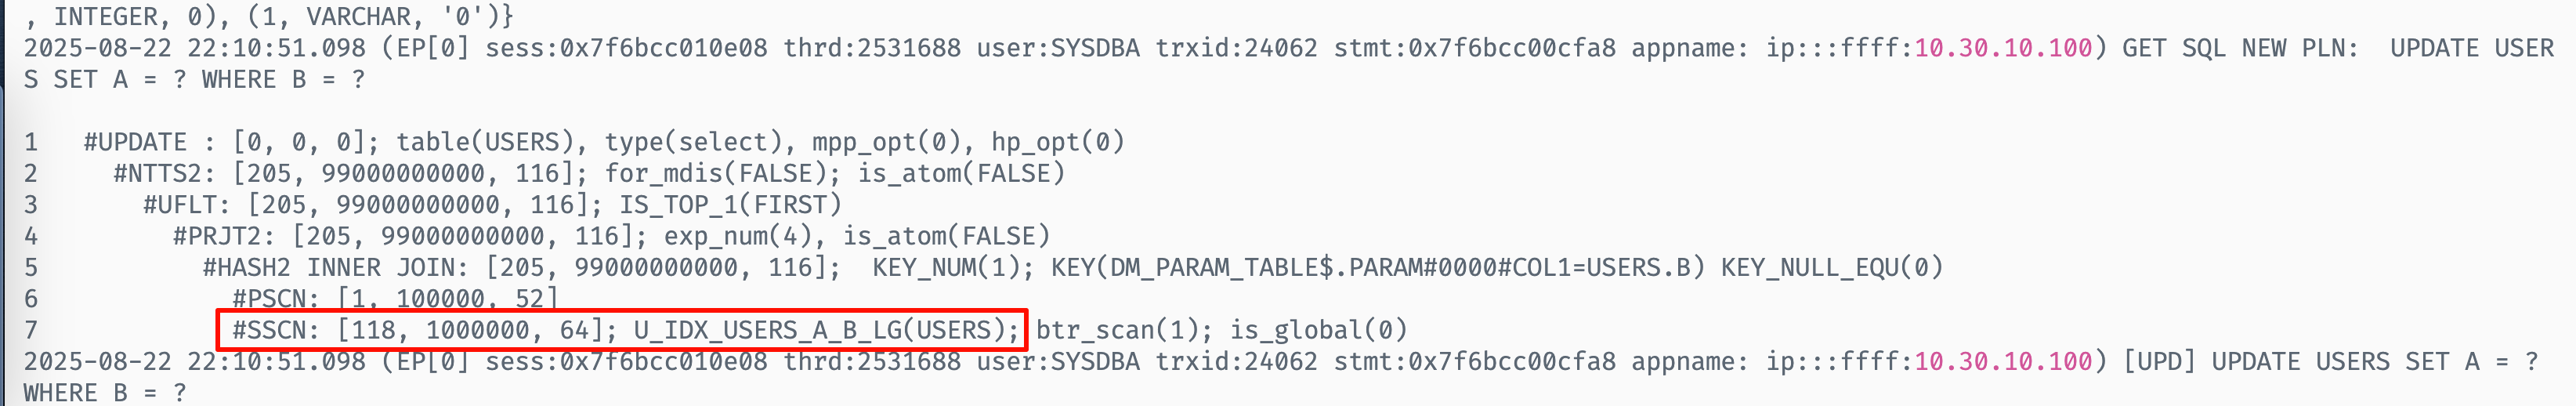 , INTEGER, 0), (1, VARCHAR, '0')}
2025-08-22 22:10:51.098 (EP[0] sess:0x7f6bcc010e08 thrd:2531688 user:SYSDBA trxid:24062 stmt:0x7f6bcc00cfa8 appname: ip:::ffff:10.30.10.100) GET SQL NEW PLN:  UPDATE USER
S SET A = ? WHERE B = ?
1   #UPDATE : [0, 0, 0]; table(USERS), type(select), mpp_opt(0), hp_opt(0)
2     #NTTS2: [205, 99000000000, 116]; for_mdis(FALSE); is_atom(FALSE)
3       #UFLT: [205, 99000000000, 116]; IS_TOP_1(FIRST)
4         #PRJT2: [205, 99000000000, 116]; exp_num(4), is_atom(FALSE)
5           #HASH2 INNER JOIN: [205, 99000000000, 116];  KEY_NUM(1); KEY(DM_PARAM_TABLE$.PARAM#0000#COL1=USERS.B) KEY_NULL_EQU(0)
6             #PSCN: [1, 100000, 52]
7             #SSCN: [118, 1000000, 64]; U_IDX_USERS_A_B_LG(USERS); btr_scan(1); is_global(0)
2025-08-22 22:10:51.098 (EP[0] sess:0x7f6bcc010e08 thrd:2531688 user:SYSDBA trxid:24062 stmt:0x7f6bcc00cfa8 appname: ip:::ffff:10.30.10.100) [UPD] UPDATE USERS SET A = ?
WHERE B = ?